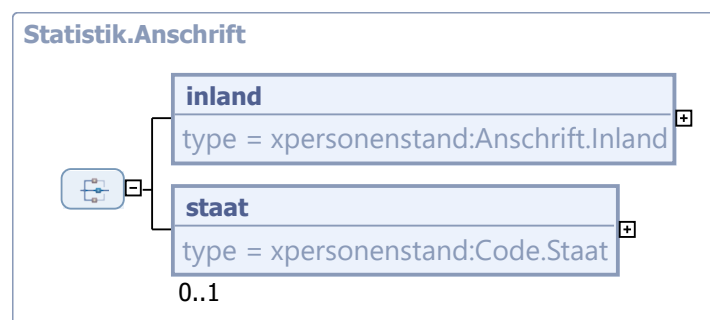 Statistik.Anschrift
inland
type = xpersonenstand:Anschrift.Inland
staat
type = xpersonenstand:Code.Staat
0..1